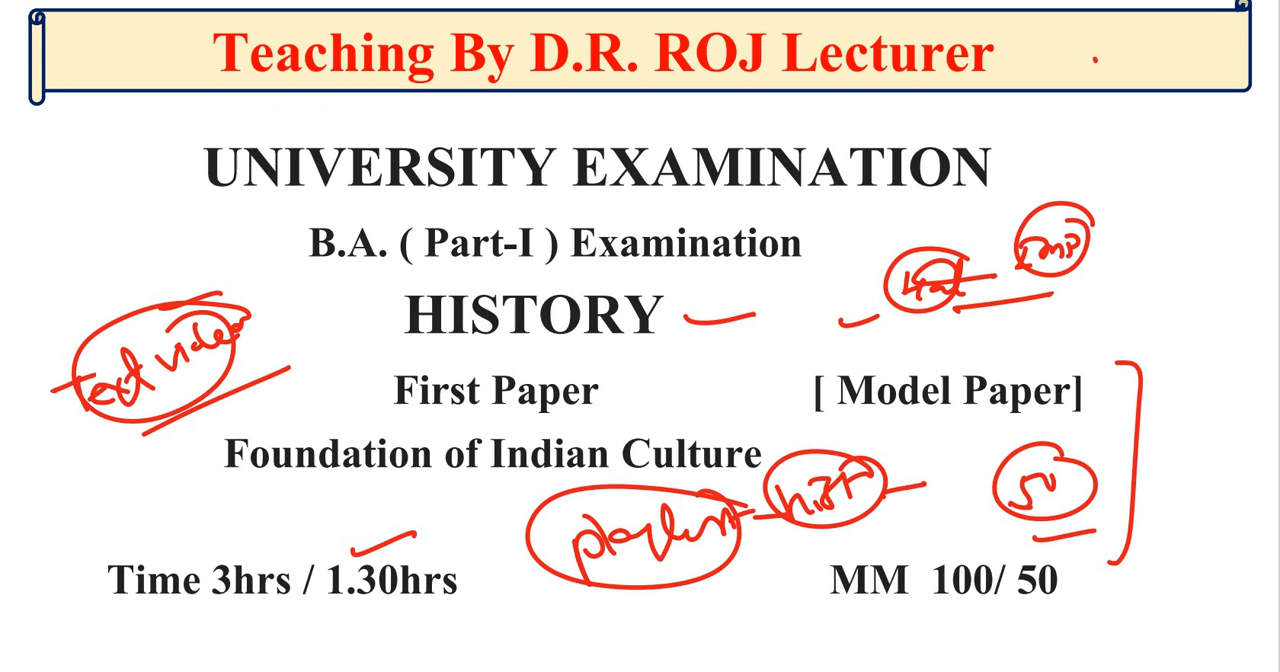 Teaching By D.R. ROJ Lecturer
UNIVERSITY EXAMINATION
B.A. ( Part-I ) Examination
HISTORY
First Paper [ Model Paper]
text video
Foundation of Indian Culture
playlist
50
Time 3hrs / 1.30hrs MM 100/ 50